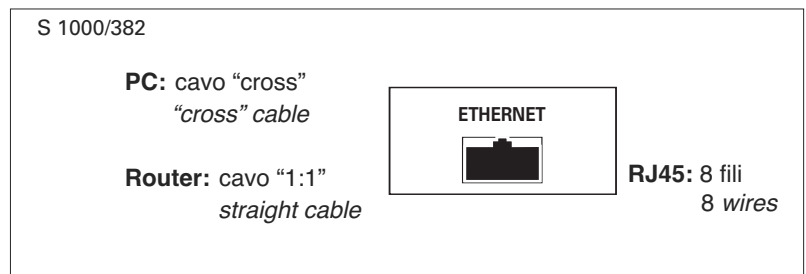 S 1000/382
PC: cavo “cross”
“cross” cable
ETHERNET
Router: cavo “1:1”
straight cable
RJ45: 8 fili
8 wires